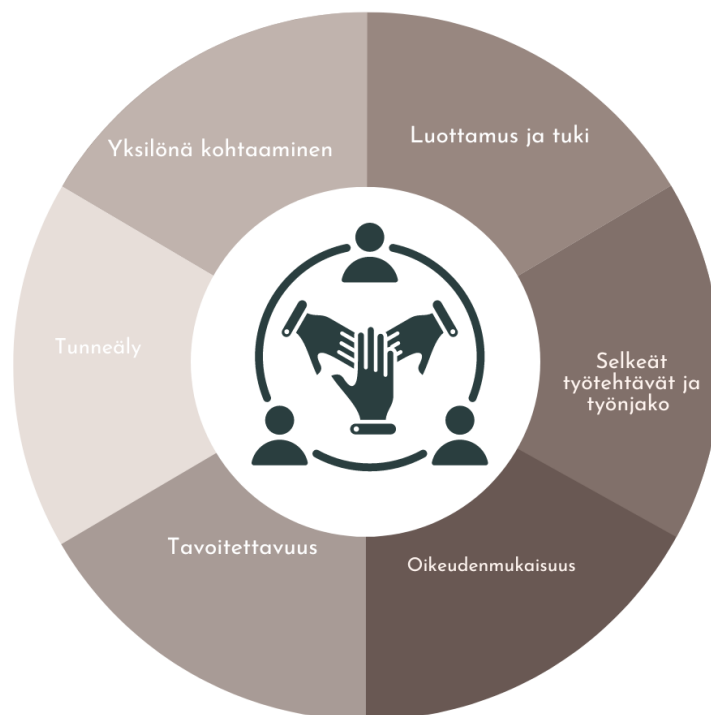 Yksilönä kohtaaminen
Luottamus ja tuki
Tunneäly
Selkeät
työtehtävät ja
työnjako
Tavoitettavuus
Oikeudenmukaisuus